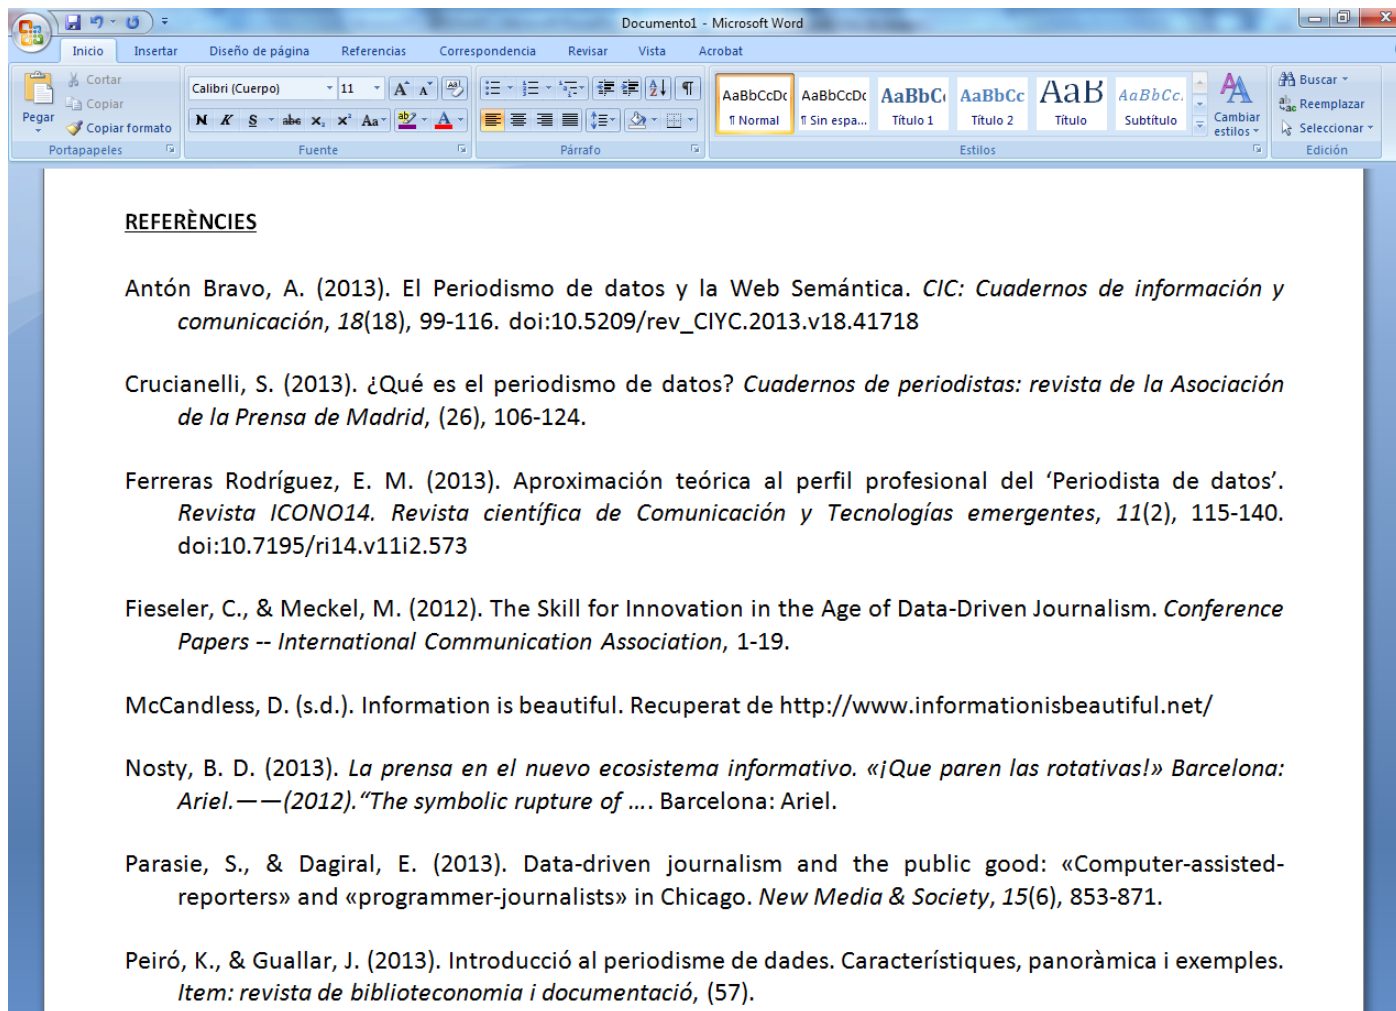 Documento1 - Microsoft Word
Inicio Insertar Diseño de página Referencias Correspondencia Revisar Vista Acrobat
Pegar
Cortar
Copiar
Copiar formato
Portapapeles
Calibri (Cuerpo) 11
N K S abc x₂ x² Aa ab A
Fuente
Párrafo
AaBbCcDc AaBbCcDc AaBbC AaBbCc AaB AaBbCc.
¶ Normal ¶ Sin espa... Título 1 Título 2 Título Subtítulo
Cambiar
estilos
Estilos
Buscar
Reemplazar
Seleccionar
Edición
REFERÈNCIES
Antón Bravo, A. (2013). El Periodismo de datos y la Web Semántica. CIC: Cuadernos de información y
comunicación, 18(18), 99-116. doi:10.5209/rev_CIYC.2013.v18.41718
Crucianelli, S. (2013). ¿Qué es el periodismo de datos? Cuadernos de periodistas: revista de la Asociación
de la Prensa de Madrid, (26), 106-124.
Ferreras Rodríguez, E. M. (2013). Aproximación teórica al perfil profesional del ‘Periodista de datos’.
Revista ICONO14. Revista científica de Comunicación y Tecnologías emergentes, 11(2), 115-140.
doi:10.7195/ri14.v11i2.573
Fieseler, C., & Meckel, M. (2012). The Skill for Innovation in the Age of Data-Driven Journalism. Conference
Papers -- International Communication Association, 1-19.
McCandless, D. (s.d.). Information is beautiful. Recuperat de http://www.informationisbeautiful.net/
Nosty, B. D. (2013). La prensa en el nuevo ecosistema informativo. «¡Que paren las rotativas!» Barcelona:
Ariel.——(2012).“The symbolic rupture of .... Barcelona: Ariel.
Parasie, S., & Dagiral, E. (2013). Data-driven journalism and the public good: «Computer-assisted-
reporters» and «programmer-journalists» in Chicago. New Media & Society, 15(6), 853-871.
Peiró, K., & Guallar, J. (2013). Introducció al periodisme de dades. Característiques, panoràmica i exemples.
Item: revista de biblioteconomia i documentació, (57).